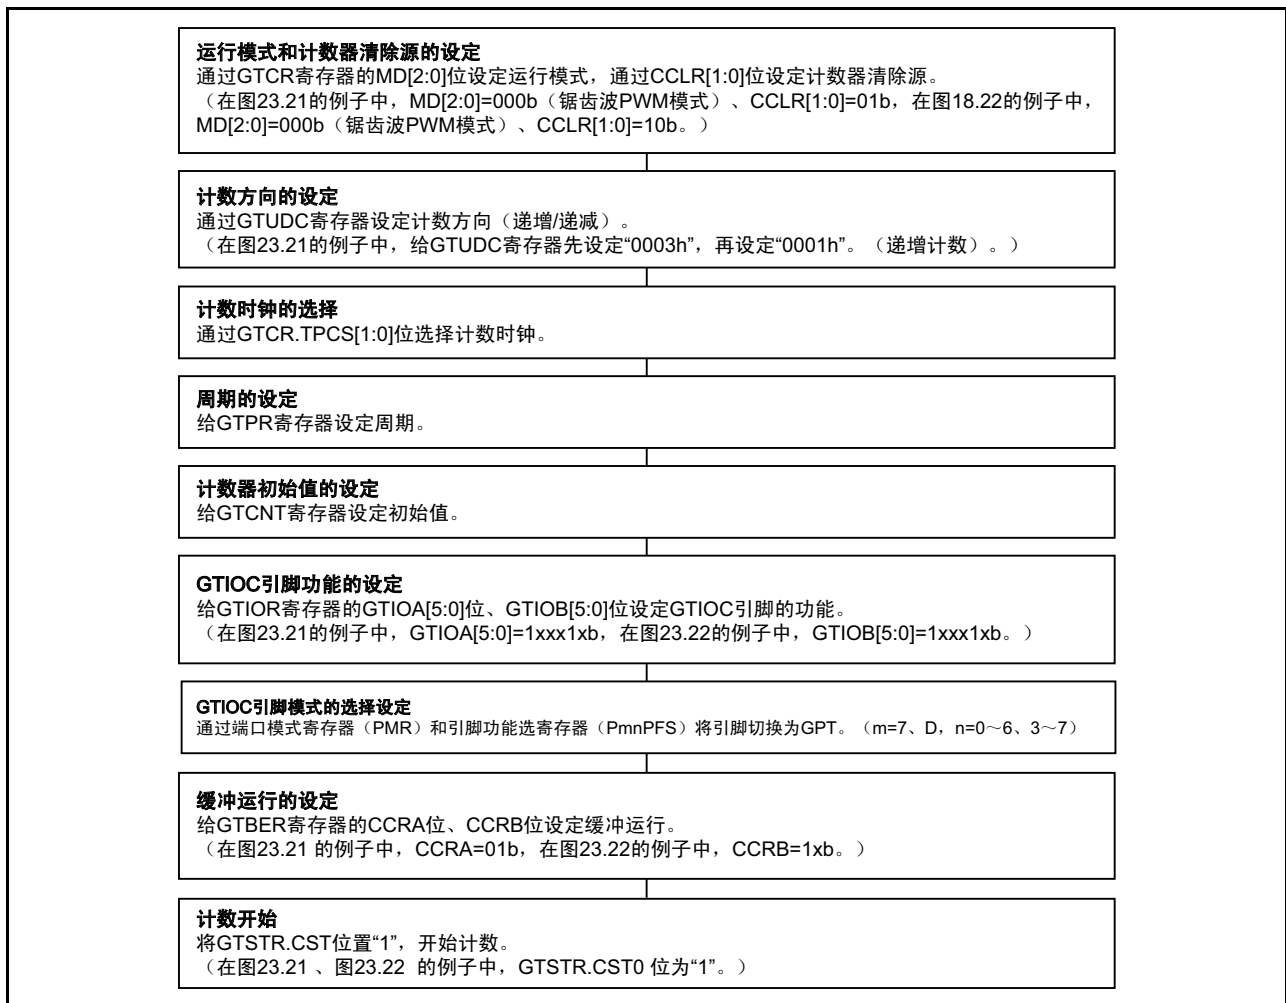 运行模式和计数器清除源的设定
通过GTCR寄存器的MD[2:0]位设定运行模式，通过CCLR[1:0]位设定计数器清除源。
（在图23.21的例子中，MD[2:0]=000b（锯齿波PWM模式）、CCLR[1:0]=01b，在图18.22的例子中，
MD[2:0]=000b（锯齿波PWM模式）、CCLR[1:0]=10b。）
计数方向的设定
通过GTUDC寄存器设定计数方向（递增/递减）。
（在图23.21的例子中，给GTUDC寄存器先设定“0003h”，再设定“0001h”。（递增计数）。）
计数时钟的选择
通过GTCR.TPCS[1:0]位选择计数时钟。
周期的设定
给GTPR寄存器设定周期。
计数器初始值的设定
给GTCNT寄存器设定初始值。
GTIOC引脚功能的设定
给GTIOR寄存器的GTIOA[5:0]位、GTIOB[5:0]位设定GTIOC引脚的功能。
（在图23.21的例子中，GTIOA[5:0]=1xxx1xb，在图23.22的例子中，GTIOB[5:0]=1xxx1xb。）
GTIOC引脚模式的选择设定
通过端口模式寄存器（PMR）和引脚功能选寄存器（PmnPFS）将引脚切换为GPT。（m=7、D，n=0～6、3～7）
缓冲运行的设定
给GTBER寄存器的CCRA位、CCRB位设定缓冲运行。
（在图23.21 的例子中，CCRA=01b，在图23.22的例子中，CCRB=1xb。）
计数开始
将GTSTR.CST位置“1”，开始计数。
（在图23.21 、图23.22 的例子中，GTSTR.CST0 位为“1”。）